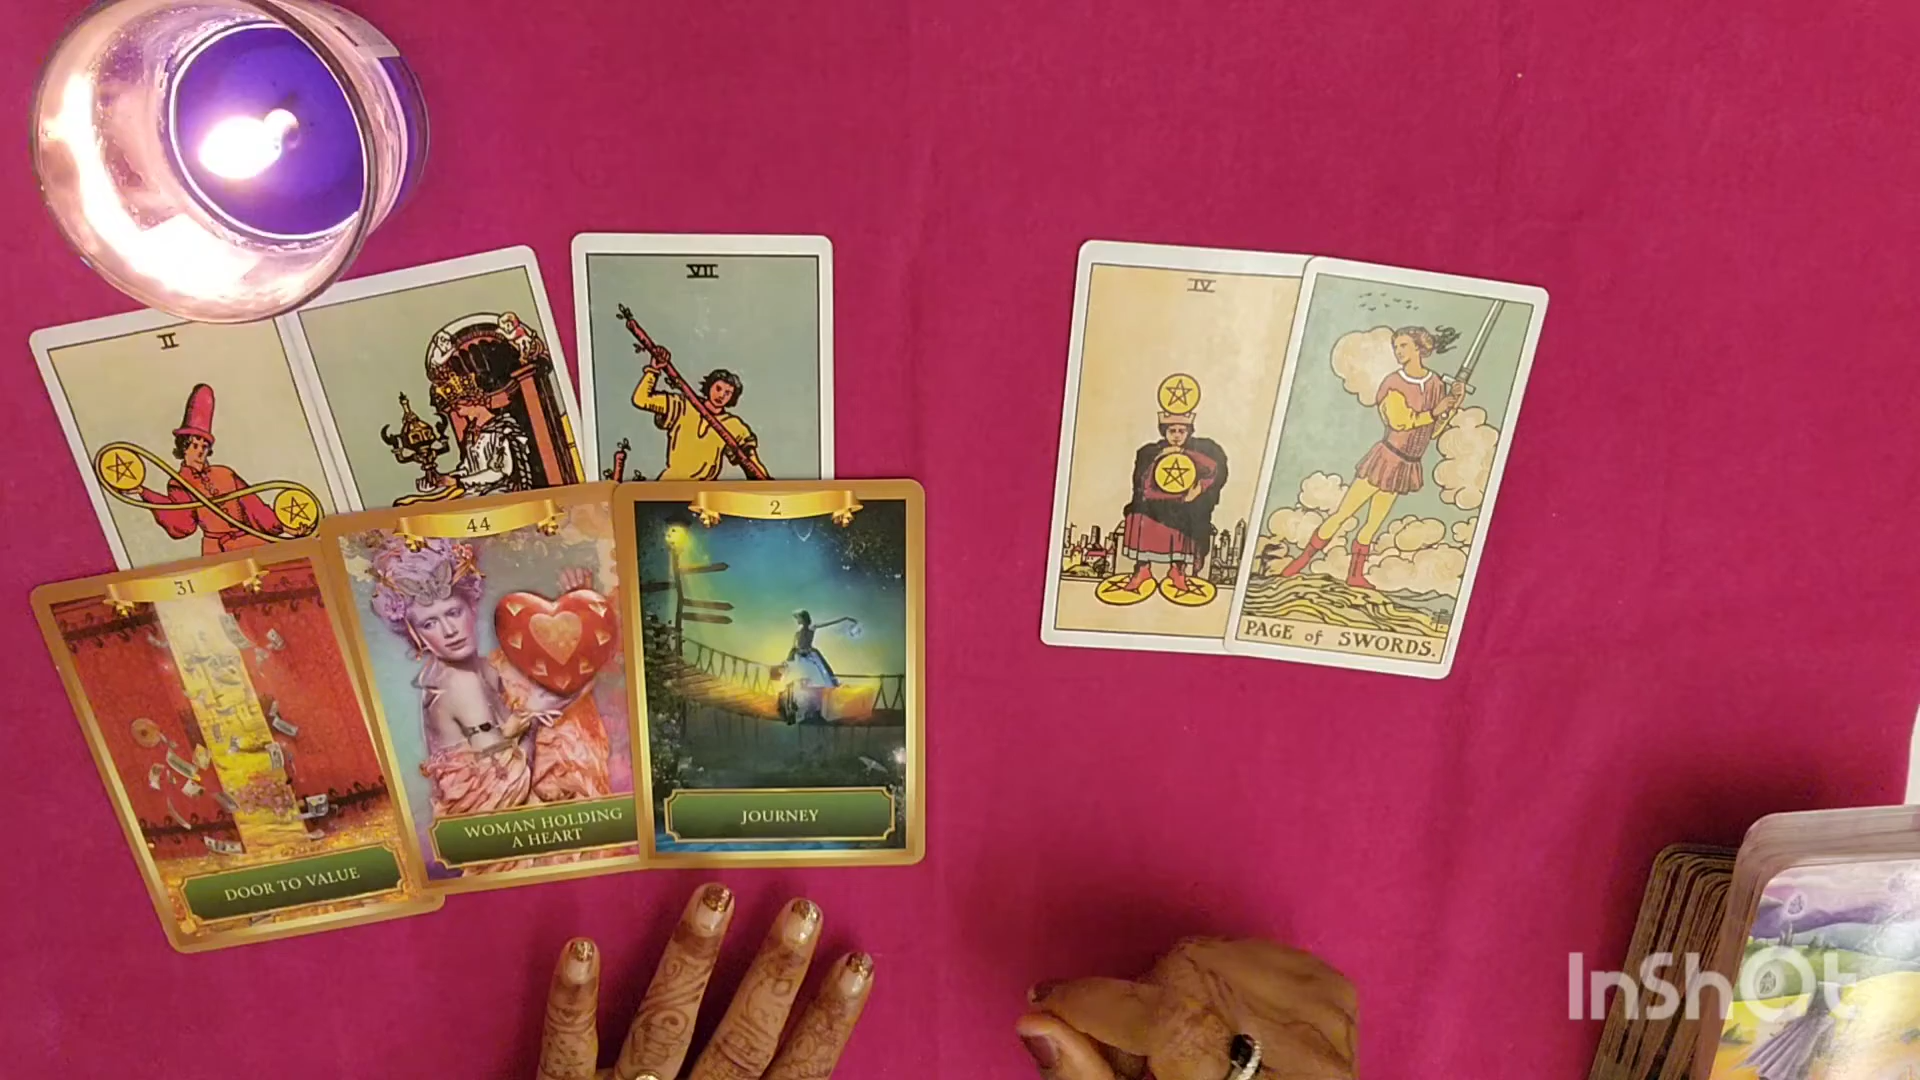 II
VII
IV
PAGE of SWORDS.
31
44
2
DOOR TO VALUE
WOMAN HOLDING
A HEART
JOURNEY
InShOt